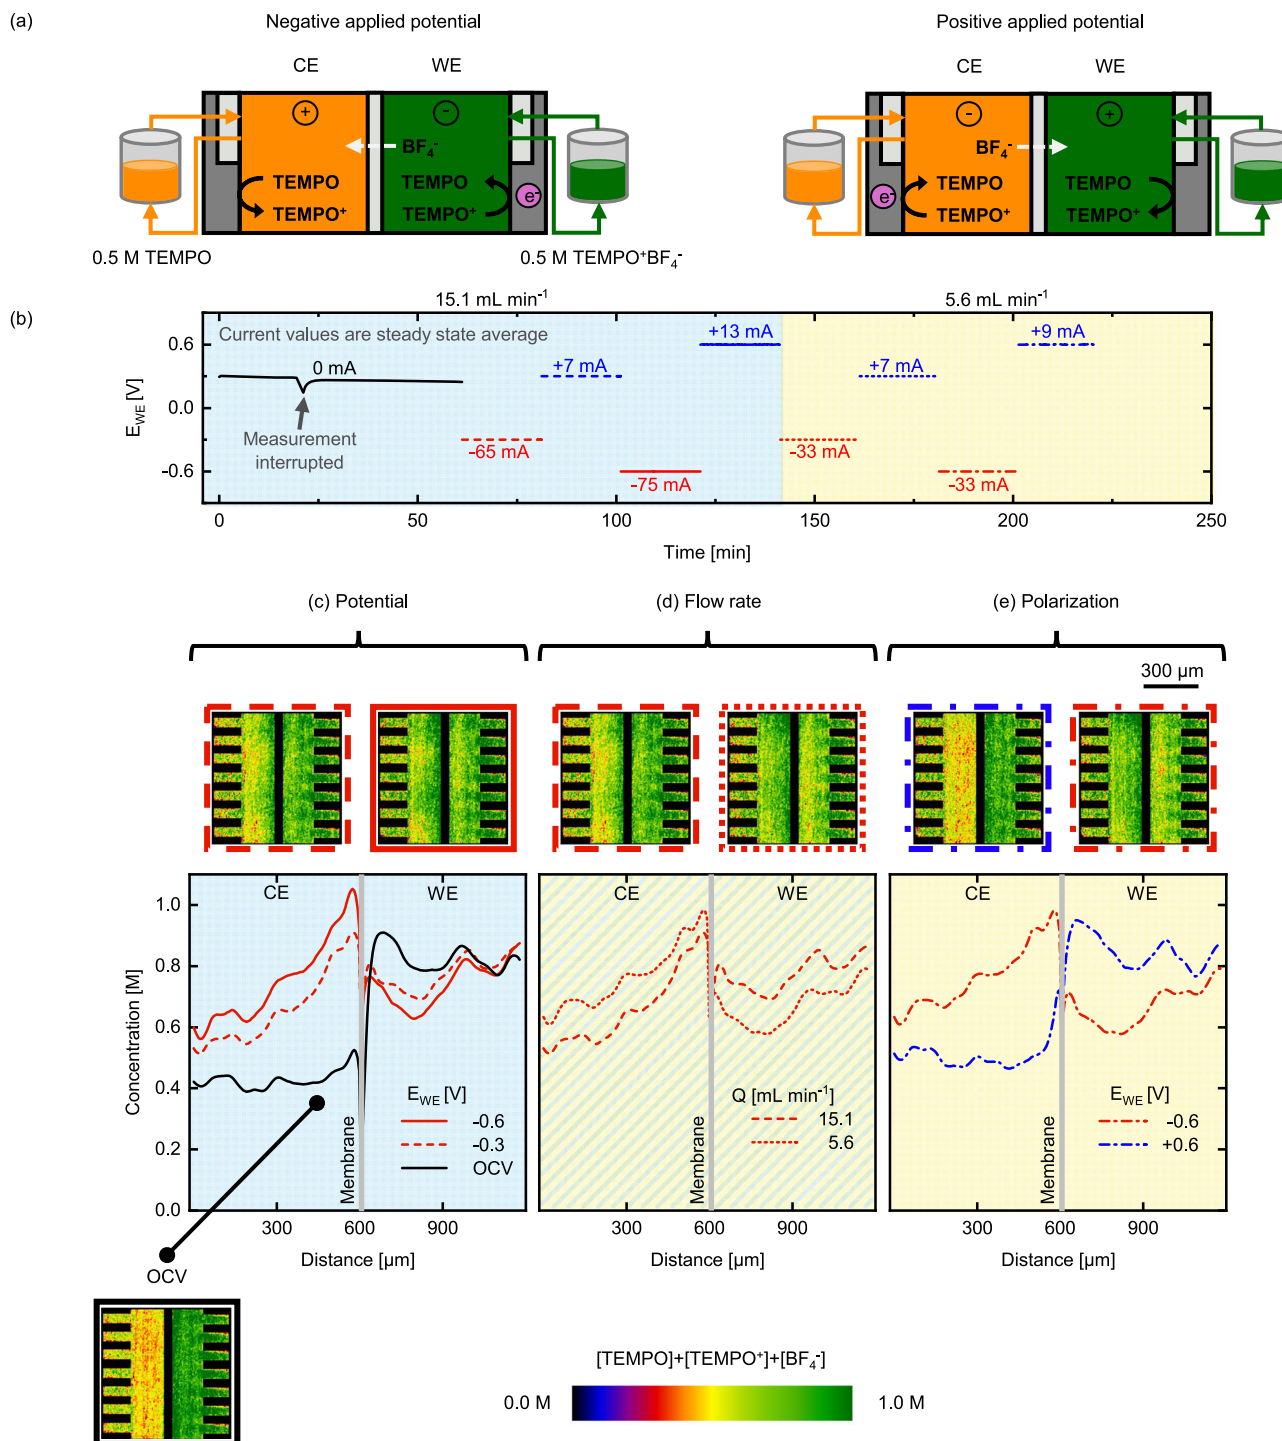 (a)
Negative applied potential
Positive applied potential
CE
WE
CE
WE
+
-
-
+
BF₄⁻
BF₄⁻
TEMPO
TEMPO
TEMPO
TEMPO
TEMPO⁺
TEMPO⁺
e⁻
e⁻
TEMPO⁺
TEMPO⁺
0.5 M TEMPO
0.5 M TEMPO⁺BF₄⁻
(b)
15.1 mL min⁻¹
5.6 mL min⁻¹
Current values are steady state average
0 mA
+7 mA
+13 mA
+7 mA
+9 mA
Measurement
interrupted
-65 mA
-75 mA
-33 mA
-33 mA
E_WE [V]
0.6
0.0
-0.6
0
50
100
150
200
250
Time [min]
(c) Potential
(d) Flow rate
(e) Polarization
300 µm
CE
WE
CE
WE
CE
WE
Concentration [M]
1.0
0.8
0.6
0.4
0.2
0.0
E_WE [V]
-0.6
-0.3
OCV
Membrane
Q [mL min⁻¹]
15.1
5.6
Membrane
E_WE [V]
-0.6
+0.6
Membrane
300
600
900
300
600
900
300
600
900
Distance [µm]
Distance [µm]
Distance [µm]
OCV
[TEMPO]+[TEMPO⁺]+[BF₄⁻]
0.0 M
1.0 M